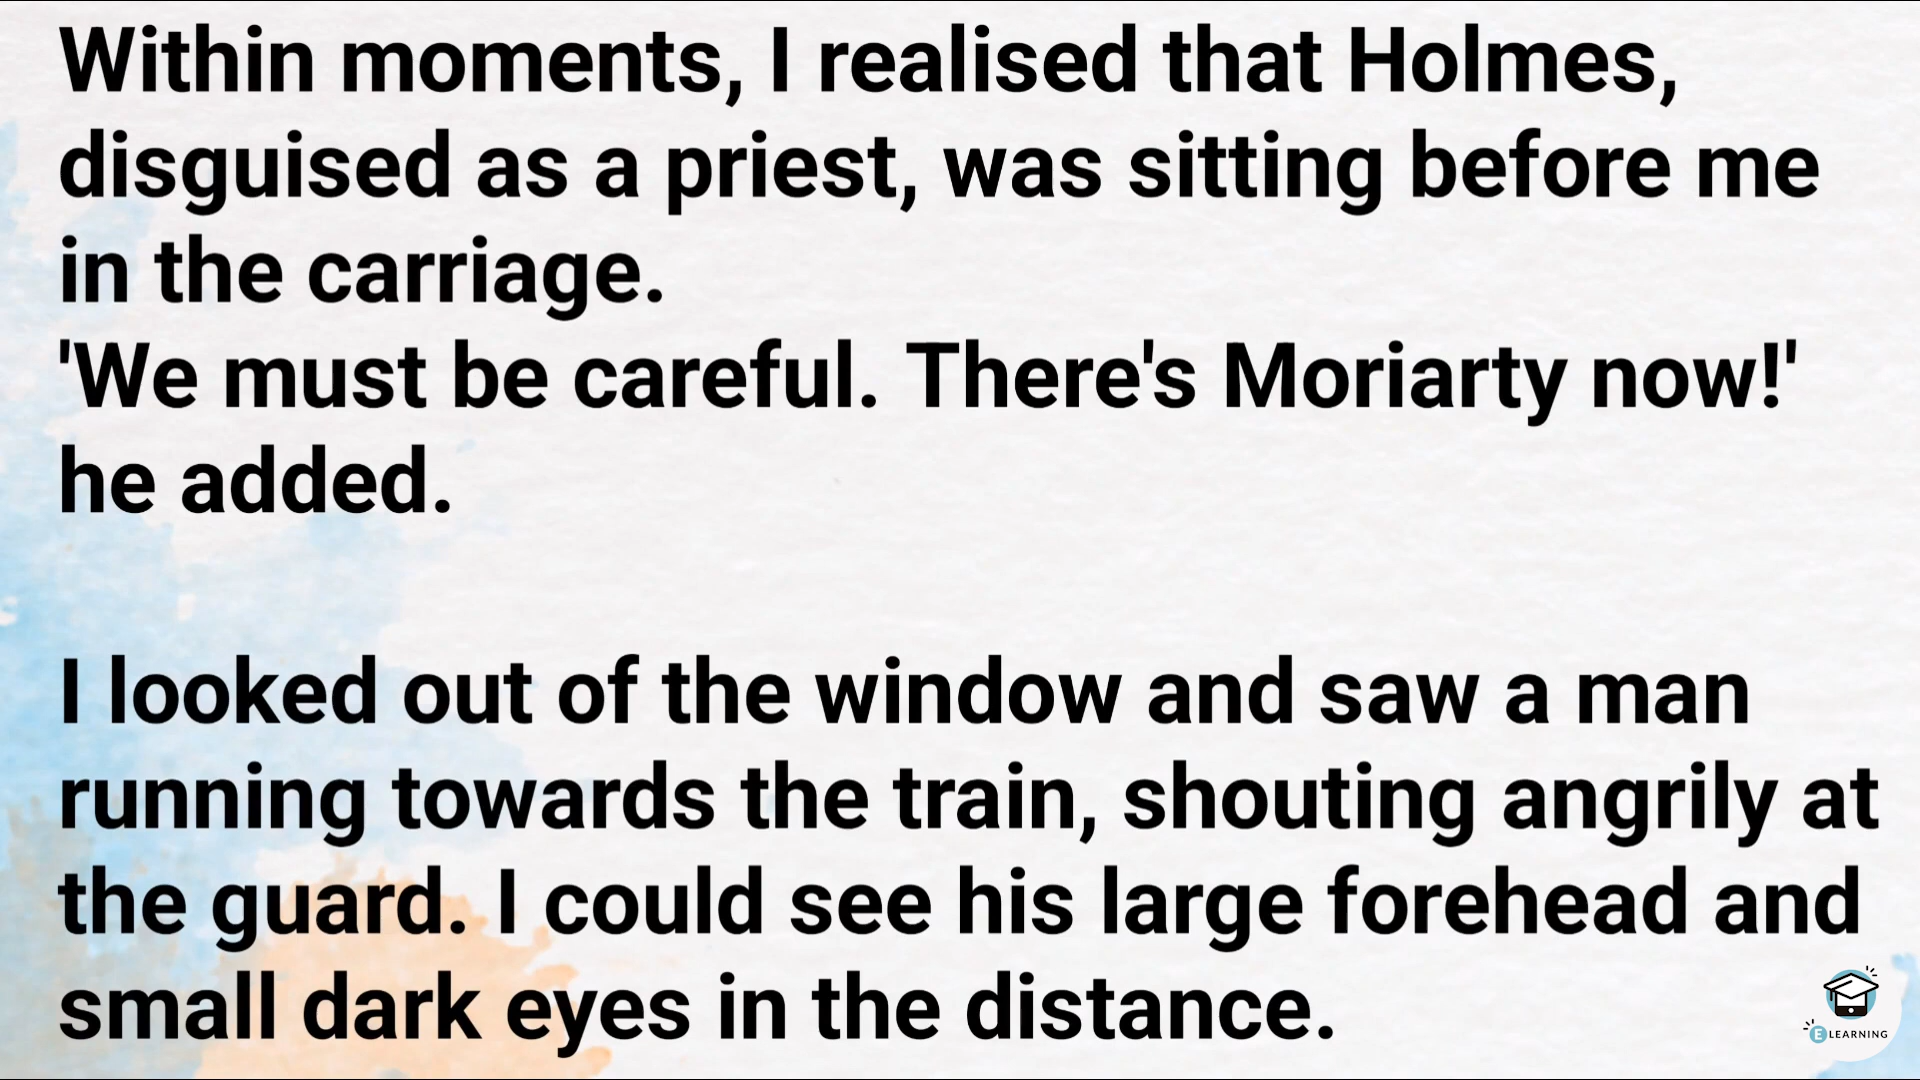 Within moments, I realised that Holmes,
disguised as a priest, was sitting before me
in the carriage.
'We must be careful. There's Moriarty now!'
he added.
I looked out of the window and saw a man
running towards the train, shouting angrily at
the guard. I could see his large forehead and
small dark eyes in the distance.
E LEARNING